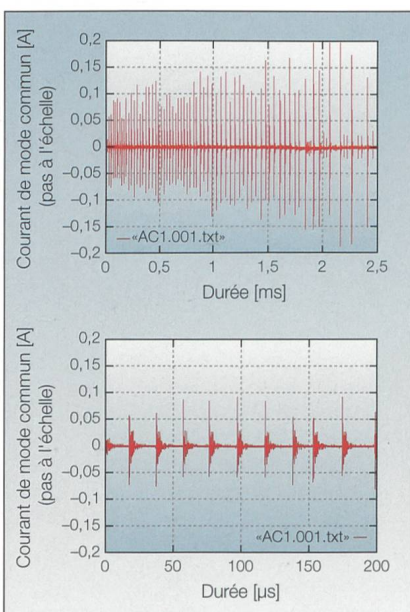 Courant de mode commun [A]
(pas à l'échelle)
0,2
0,15
0,1
0,05
0
–0,05
–0,1
–0,15
–0,2
«AC1.001.txt»
0 0,5 1 1,5 2 2,5
Durée [ms]
Courant de mode commun [A]
(pas à l'échelle)
0,2
0,15
0,1
0,05
0
–0,05
–0,1
–0,15
–0,2
«AC1.001.txt»
0 50 100 150 200
Durée [µs]